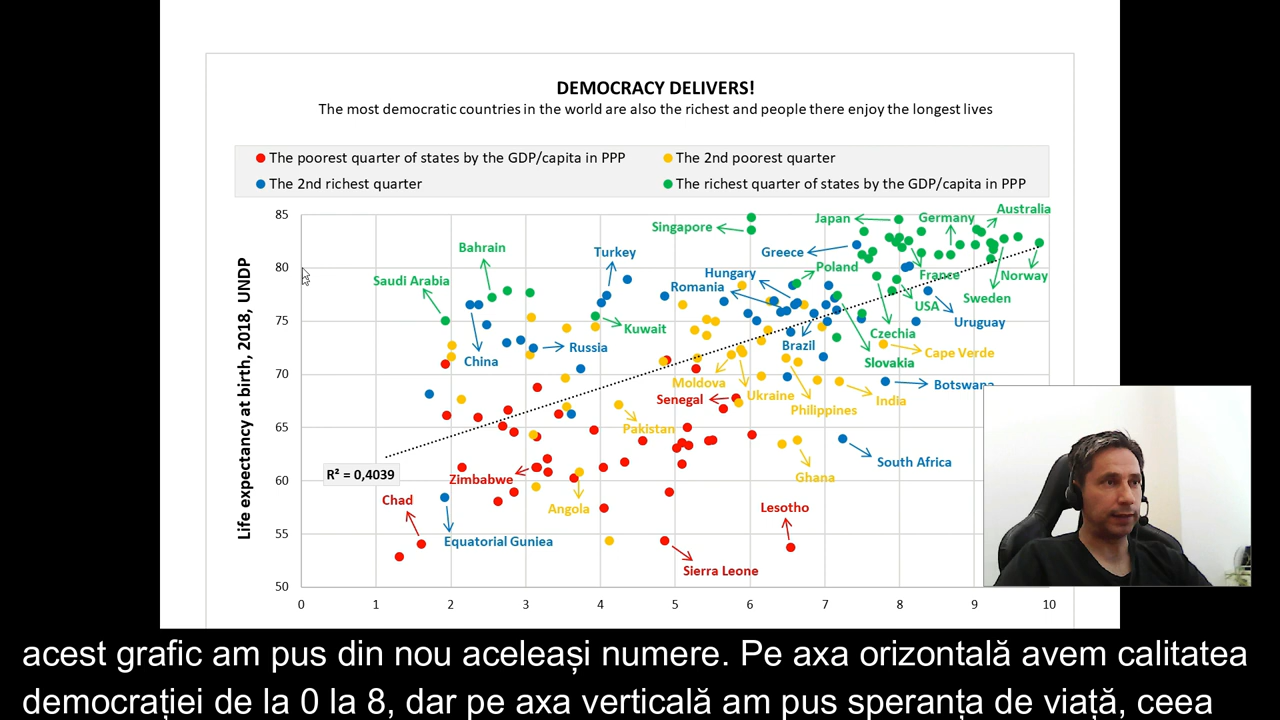 DEMOCRACY DELIVERS!
The most democratic countries in the world are also the richest and people there enjoy the longest lives
The poorest quarter of states by the GDP/capita in PPP
The 2nd poorest quarter
The 2nd richest quarter
The richest quarter of states by the GDP/capita in PPP
Life expectancy at birth, 2018, UNDP
85
80
75
70
65
60
55
50
Australia
Japan
Germany
Singapore
Bahrain
Turkey
Greece
Poland
France
Norway
Saudi Arabia
Hungary
Romania
Sweden
USA
Uruguay
Kuwait
Czechia
China
Russia
Brazil
Cape Verde
Slovakia
Moldova
Botswana
Ukraine
Senegal
India
Philippines
Pakistan
South Africa
R² = 0,4039
Zimbabwe
Ghana
Chad
Angola
Lesotho
Equatorial Guniea
Sierra Leone
0 1 2 3 4 5 6 7 8 9 10
acest grafic am pus din nou aceleași numere. Pe axa orizontală avem calitatea
democrației de la 0 la 8, dar pe axa verticală am pus speranța de viață, ceea